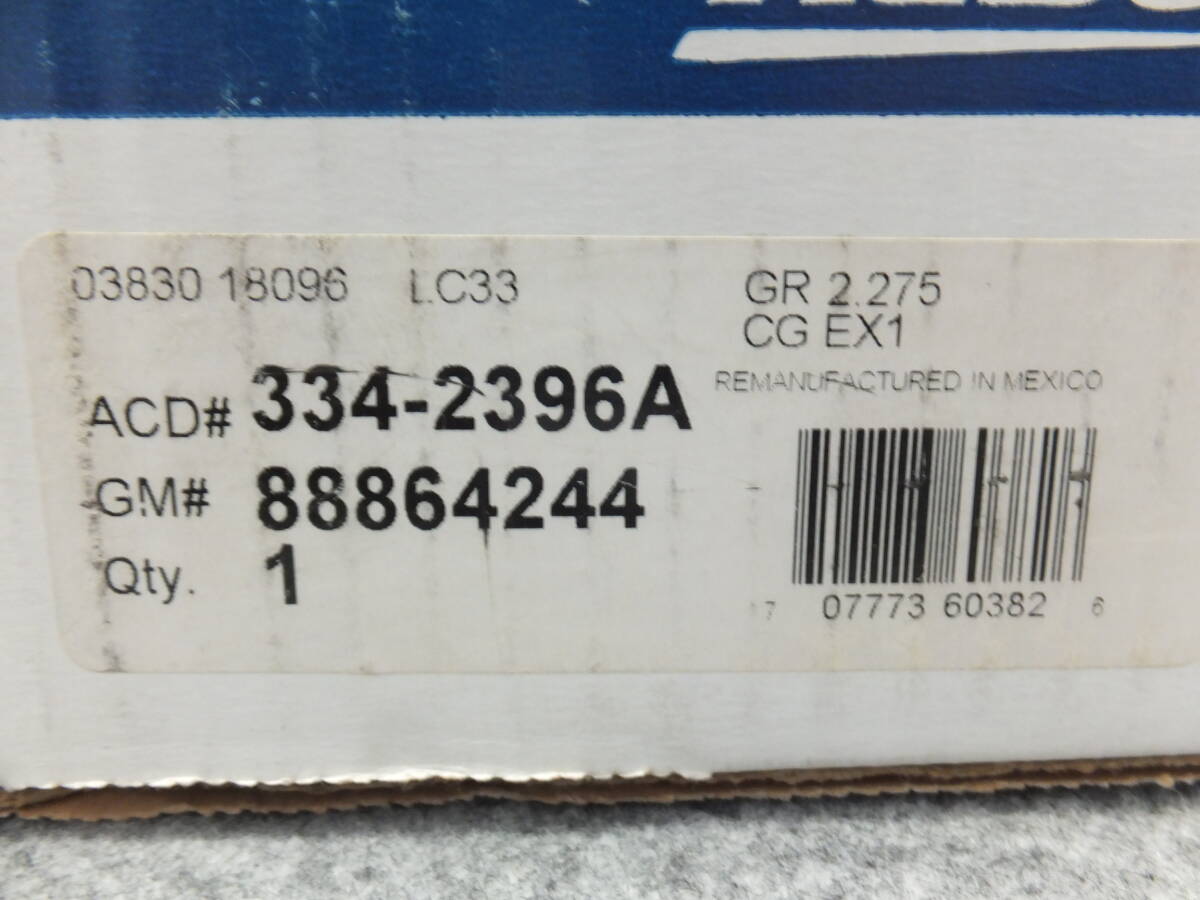 03830 18096 LC33
GR 2.275
CG EX1
REMANUFACTURED IN MEXICO
ACD# 334-2396A
GM# 88864244
Qty. 1
7 07773 60382 6